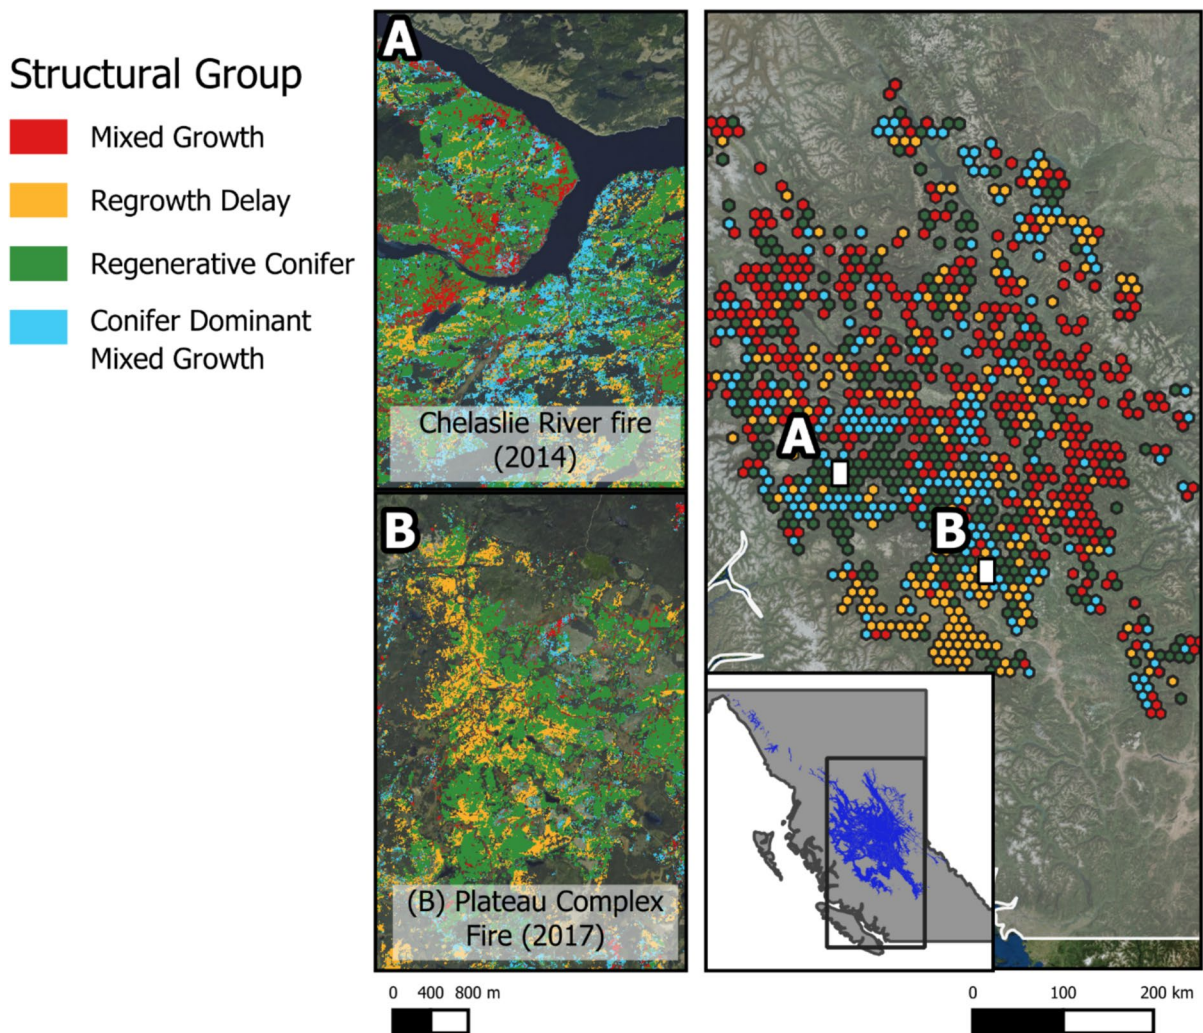 Structural Group
Mixed Growth
Regrowth Delay
Regenerative Conifer
Conifer Dominant
Mixed Growth
A
Chelaslie River fire
(2014)
B
(B) Plateau Complex
Fire (2017)
0 400 800 m
A
B
0 100 200 km